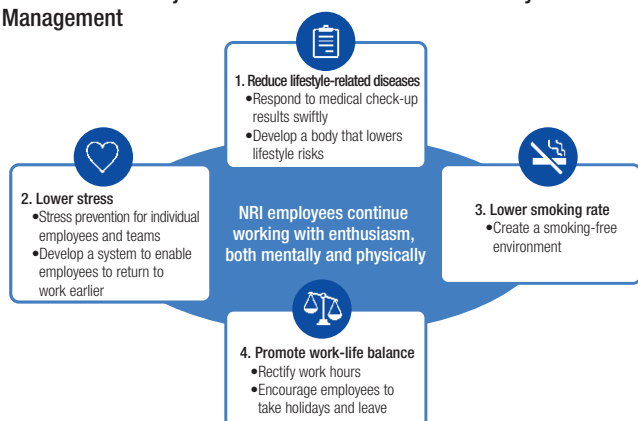 Management
1. Reduce lifestyle-related diseases
•Respond to medical check-up
results swiftly
•Develop a body that lowers
lifestyle risks
2. Lower stress
•Stress prevention for individual
employees and teams
•Develop a system to enable
employees to return to
work earlier
NRI employees continue
working with enthusiasm,
both mentally and physically
3. Lower smoking rate
•Create a smoking-free
environment
4. Promote work-life balance
•Rectify work hours
•Encourage employees to
take holidays and leave